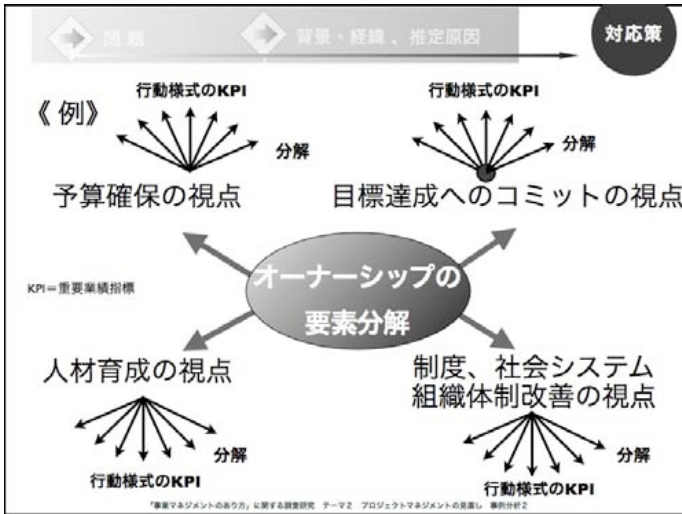 問題
背景・経緯、推定原因
対応策
《例》
行動様式のKPI
分解
予算確保の視点
行動様式のKPI
分解
目標達成へのコミットの視点
オーナーシップの
要素分解
KPI=重要業績指標
人材育成の視点
分解
行動様式のKPI
制度、社会システム
組織体制改善の視点
分解
行動様式のKPI
「事業マネジメントのあり方」に関する調査研究 テーマ2 プロジェクトマネジメントの見直し 事例分析2